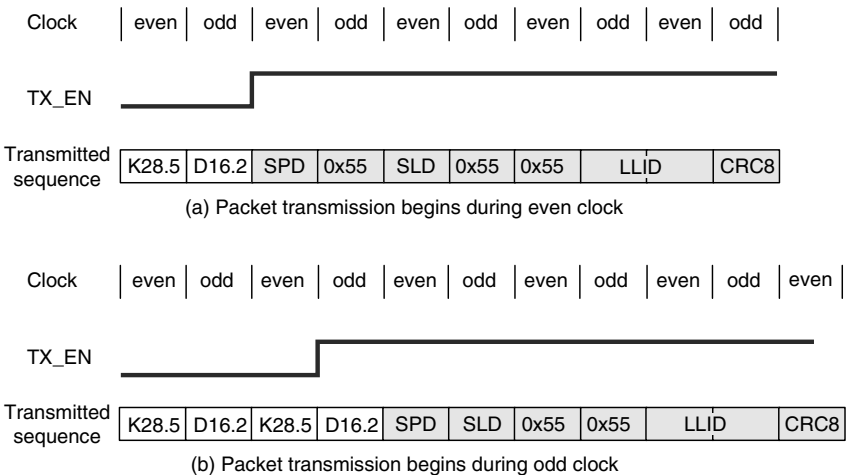 Clock even odd even odd even odd even odd even odd
TX_EN
Transmitted sequence K28.5 D16.2 SPD 0x55 SLD 0x55 0x55 LLID CRC8
(a) Packet transmission begins during even clock
Clock even odd even odd even odd even odd even odd even
TX_EN
Transmitted sequence K28.5 D16.2 K28.5 D16.2 SPD SLD 0x55 0x55 LLID CRC8
(b) Packet transmission begins during odd clock